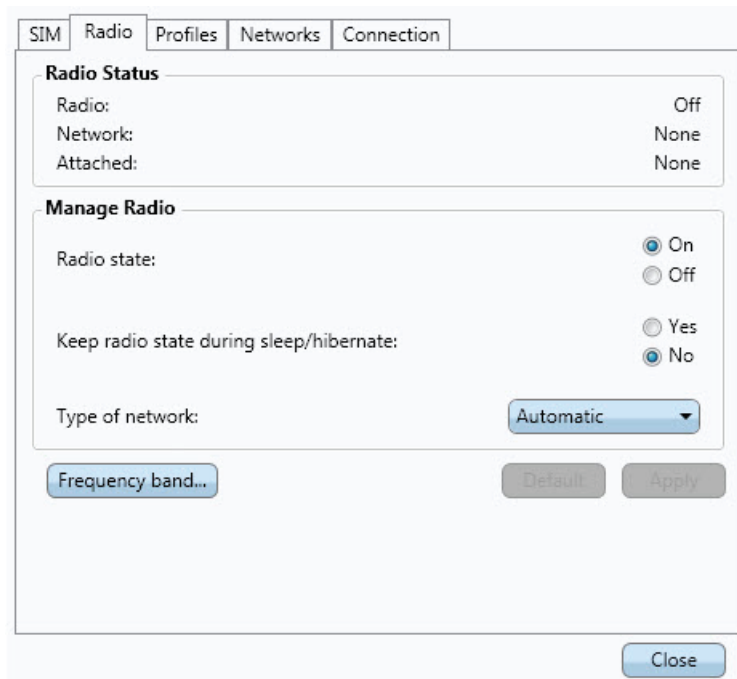 SIM Radio Profiles Networks Connection
Radio Status
Radio: Off
Network: None
Attached: None
Manage Radio
Radio state: On
Off
Keep radio state during sleep/hibernate: Yes
No
Type of network: Automatic
Frequency band... Default Apply
Close